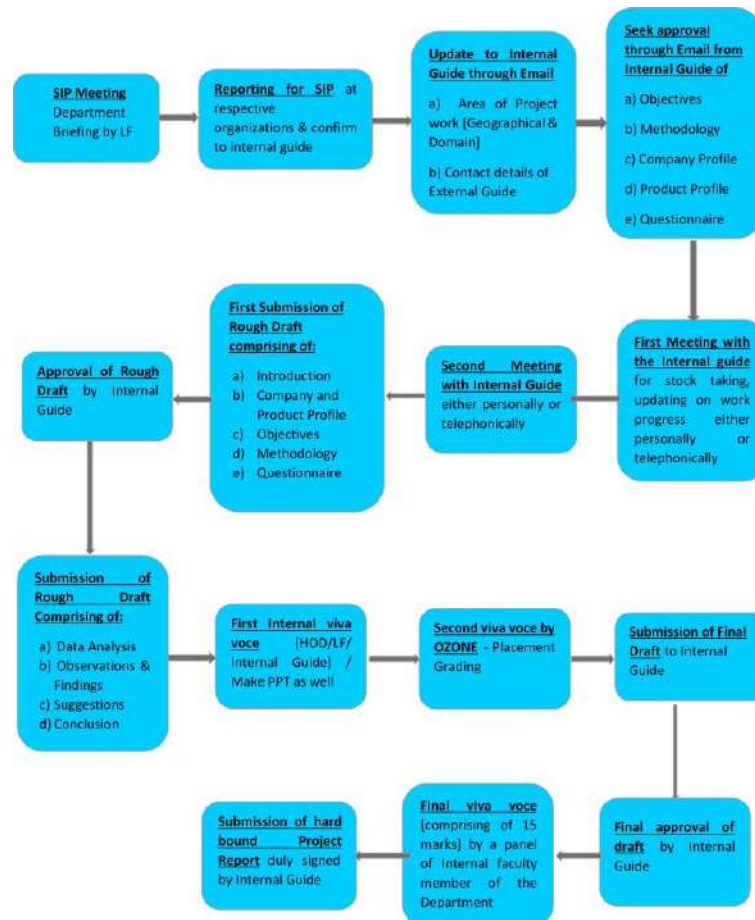 SIP Meeting
Department
Briefing by LF
Reporting for SIP at
respective
organizations & confirm
to internal guide
Update to Internal
Guide through Email
a) Area of Project
work [Geographical &
Domain]
b) Contact details of
External Guide
Seek approval
through Email from
Internal Guide of
a) Objectives
b) Methodology
c) Company Profile
d) Product Profile
e) Questionnaire
First Meeting with
the Internal guide
for stock taking,
updating on work
progress either
personally or
telephonically
Second Meeting
with Internal Guide
either personally or
telephonically
First Submission of
Rough Draft
comprising of:
a) Introduction
b) Company and
Product Profile
c) Objectives
d) Methodology
e) Questionnaire
Approval of Rough
Draft by Internal
Guide
Submission of
Rough Draft
Comprising of:
a) Data Analysis
b) Observations &
Findings
c) Suggestions
d) Conclusion
First Internal viva
voce [HOD/LF/
Internal Guide] /
Make PPT as well
Second viva voce by
OZONE - Placement
Grading
Submission of Final
Draft to Internal
Guide
Final approval of
draft by Internal
Guide
Final viva voce
[comprising of 15
marks] by a panel
of Internal faculty
member of the
Department
Submission of hard
bound Project
Report duly signed
by Internal Guide